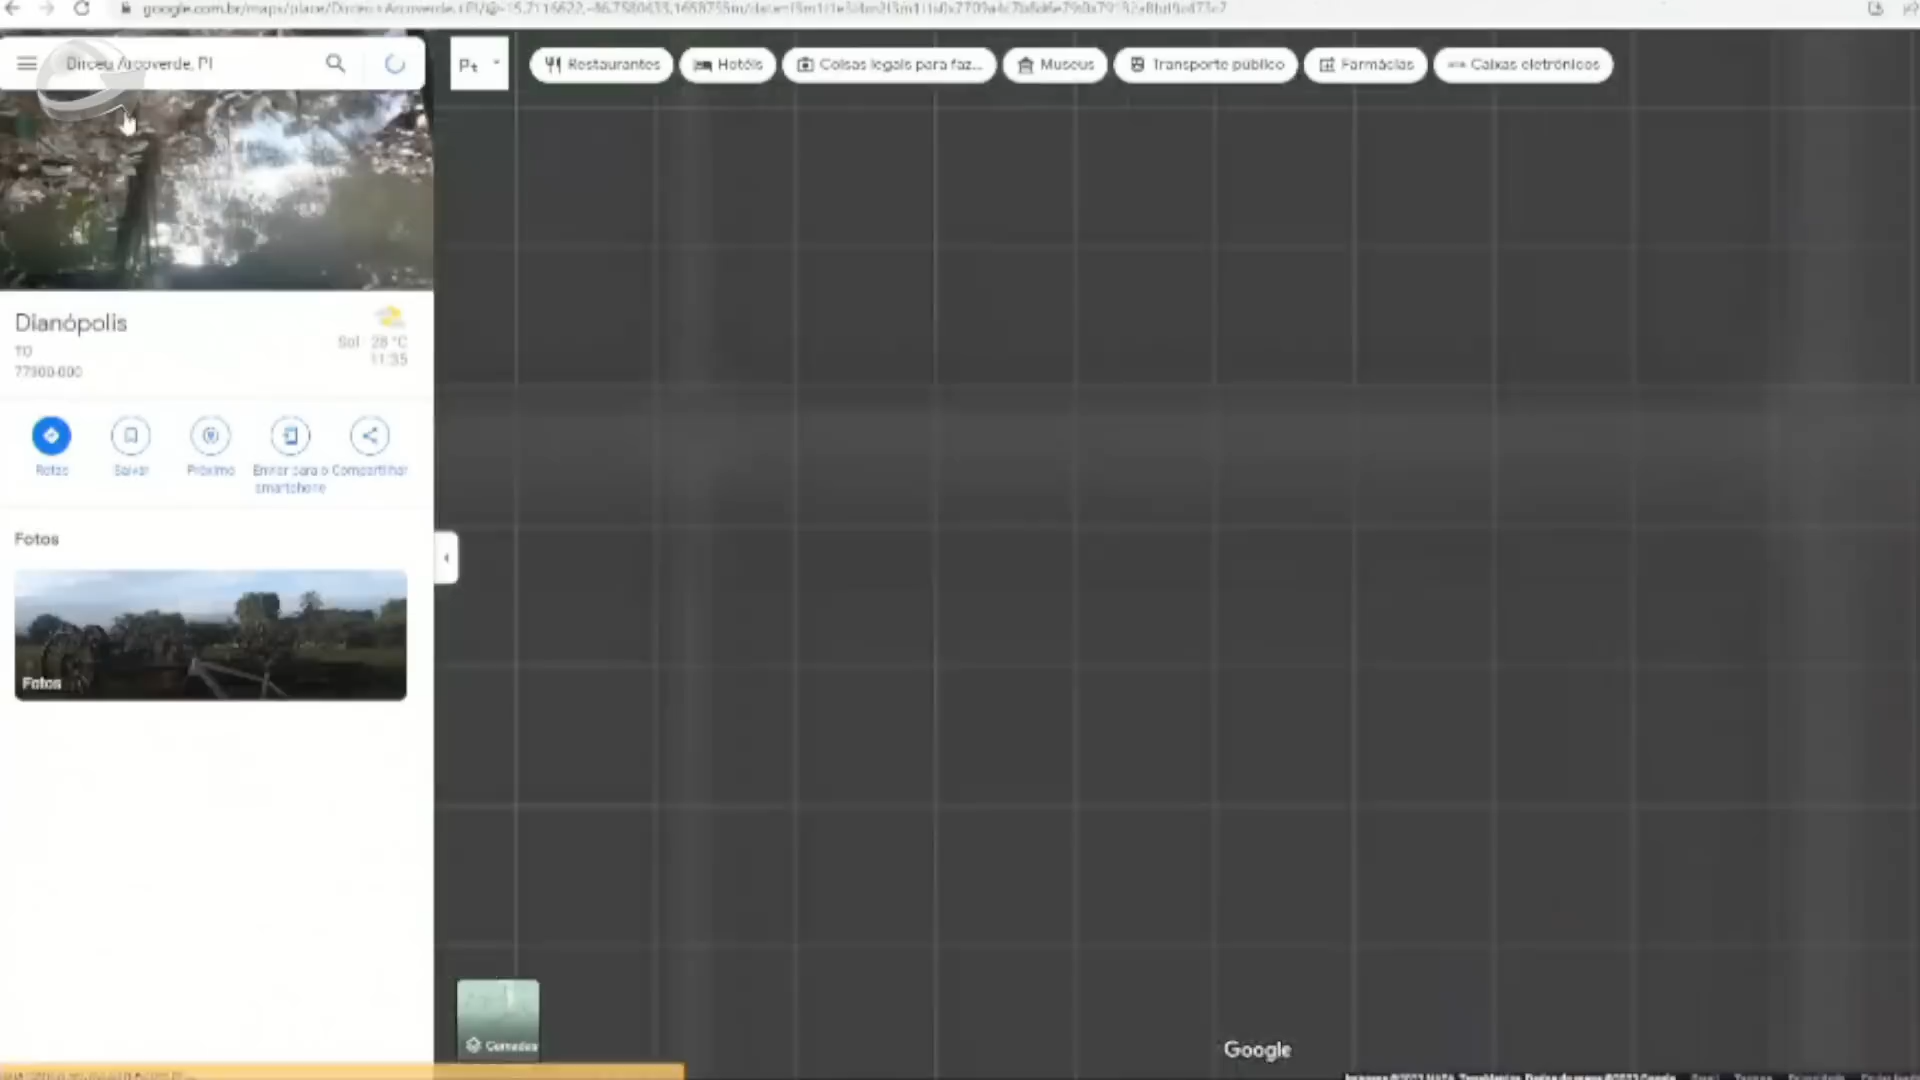 Dirceu Arcoverde, PI
Restaurantes
Hotéis
Coisas legais para faz...
Museus
Transporte público
Farmácias
Caixas eletrônicos
Dianópolis
TO
77300-000
Sol · 28 °C
11:35
Rotas
Salvar
Próximo
Enviar para o
smartphone
Compartilhar
Fotos
Fotos
Camadas
Google